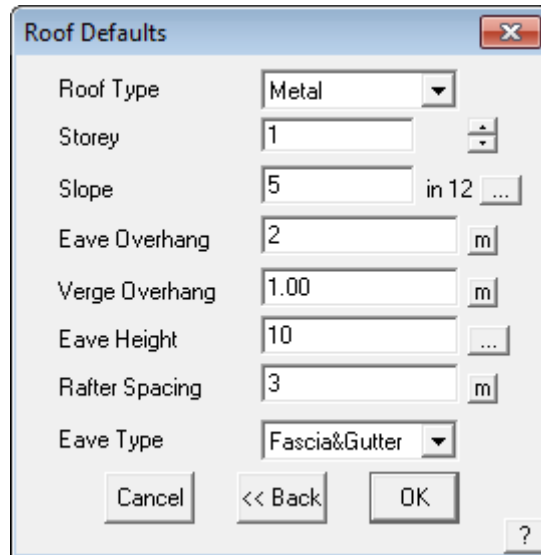 Roof Defaults
Roof Type Metal
Storey 1
Slope 5 in 12 ...
Eave Overhang 2 m
Verge Overhang 1.00 m
Eave Height 10 ...
Rafter Spacing 3 m
Eave Type Fascia&Gutter
Cancel << Back OK
?